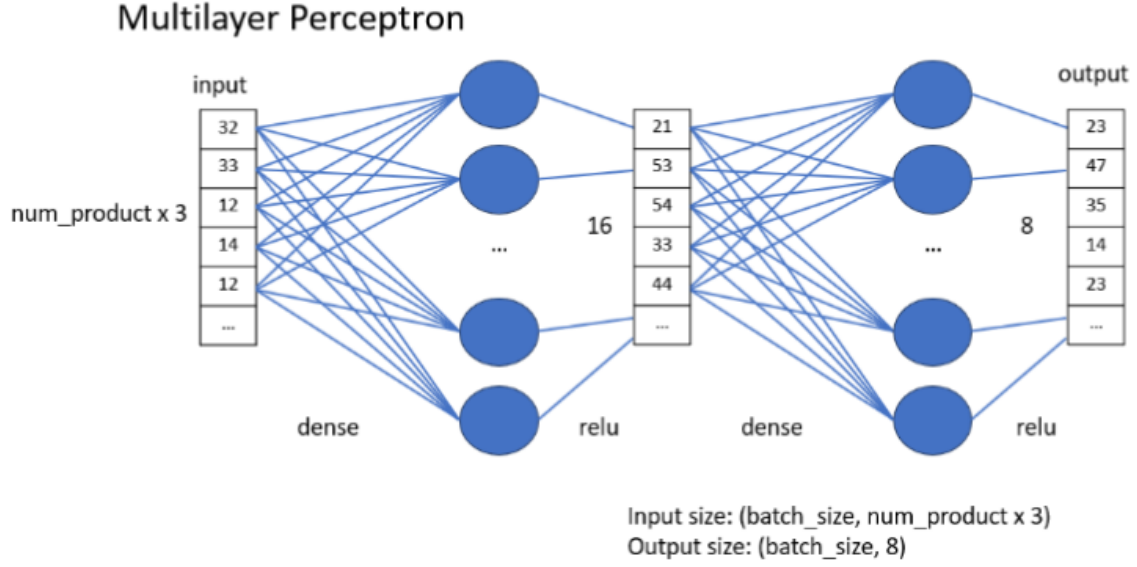 Multilayer Perceptron
input
output
num_product x 3
32
33
12
14
12
...
...
16
21
53
54
33
44
...
...
8
23
47
35
14
23
...
dense
relu
dense
relu
Input size: (batch_size, num_product x 3)
Output size: (batch_size, 8)